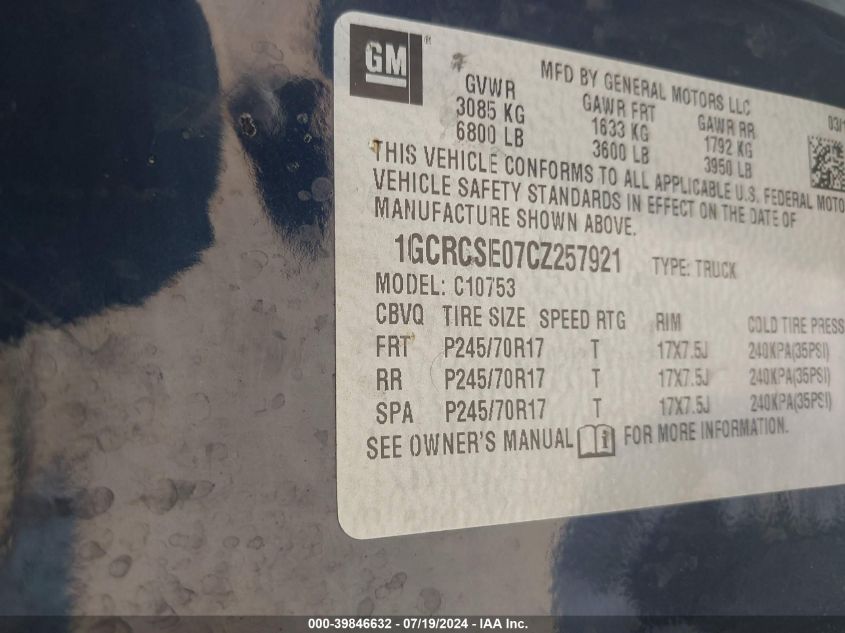 GM ®
MFD BY GENERAL MOTORS LLC
GVWR GAWR FRT GAWR RR
3085 KG 1633 KG 1792 KG
6800 LB 3600 LB 3950 LB
03/1
THIS VEHICLE CONFORMS TO ALL APPLICABLE U.S. FEDERAL MOTO
VEHICLE SAFETY STANDARDS IN EFFECT ON THE DATE OF
MANUFACTURE SHOWN ABOVE.
1GCRCSE07CZ257921 TYPE: TRUCK
MODEL: C10753
CBVQ TIRE SIZE SPEED RTG RIM COLD TIRE PRESS
FRT P245/70R17 T 17X7.5J 240KPA(35PSI)
RR P245/70R17 T 17X7.5J 240KPA(35PSI)
SPA P245/70R17 T 17X7.5J 240KPA(35PSI)
SEE OWNER'S MANUAL FOR MORE INFORMATION.
000-39846632 / 07/19/2024 - IAA Inc.